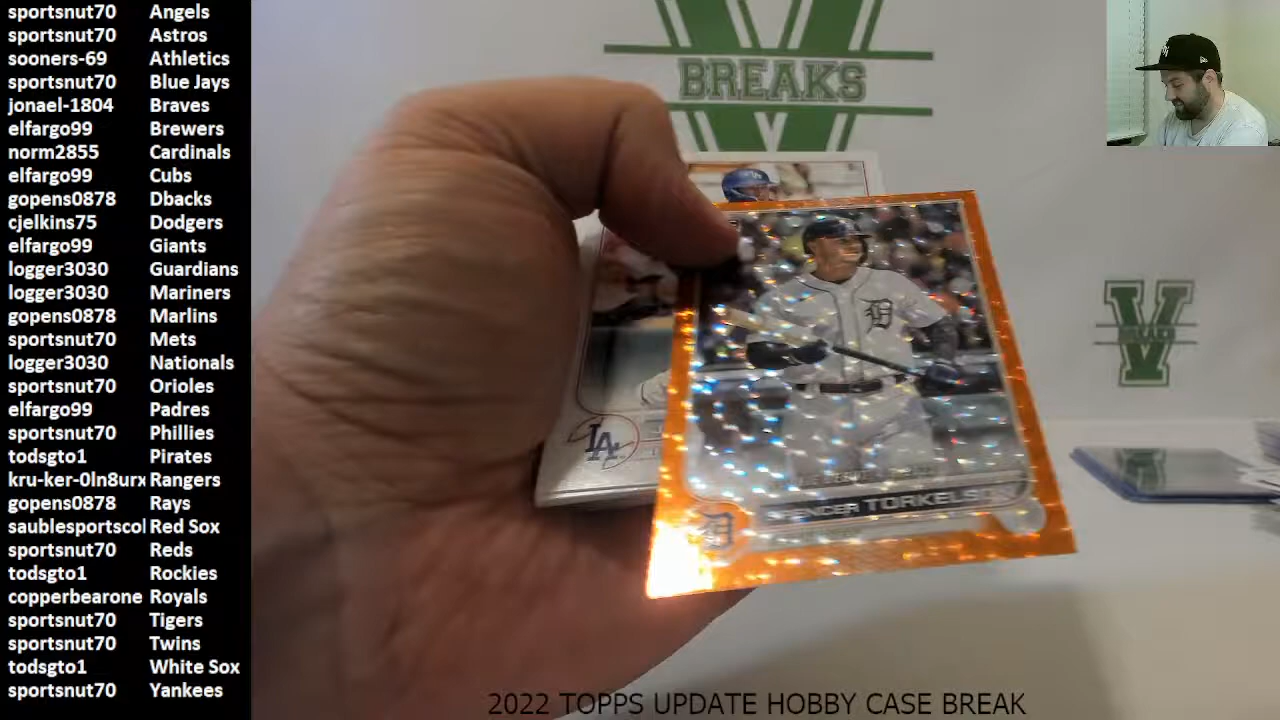 sportsnut70 Angels
sportsnut70 Astros
sooners-69 Athletics
sportsnut70 Blue Jays
jonael-1804 Braves
elfargo99 Brewers
norm2855 Cardinals
elfargo99 Cubs
gopens0878 Dbacks
cjelkins75 Dodgers
elfargo99 Giants
logger3030 Guardians
logger3030 Mariners
gopens0878 Marlins
sportsnut70 Mets
logger3030 Nationals
sportsnut70 Orioles
elfargo99 Padres
sportsnut70 Phillies
todsgto1 Pirates
kru-ker-0ln8urx Rangers
gopens0878 Rays
saublesportscol Red Sox
sportsnut70 Reds
todsgto1 Rockies
copperbearone Royals
sportsnut70 Tigers
sportsnut70 Twins
todsgto1 White Sox
sportsnut70 Yankees
V
BREAKS
V
BREAKS
LA
D
D
SPENCER TORKELSON
2022 TOPPS UPDATE HOBBY CASE BREAK